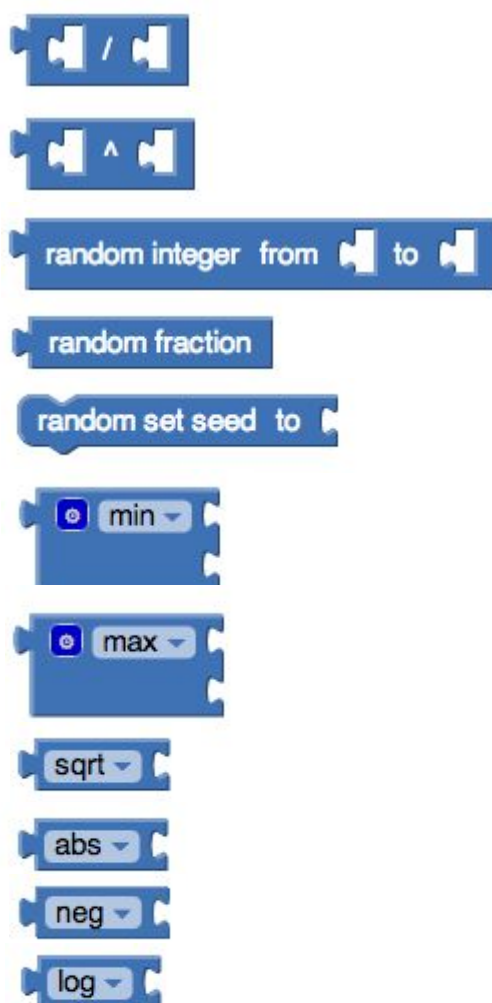 /
^
random integer from to
random fraction
random set seed to
min
max
sqrt
abs
neg
log